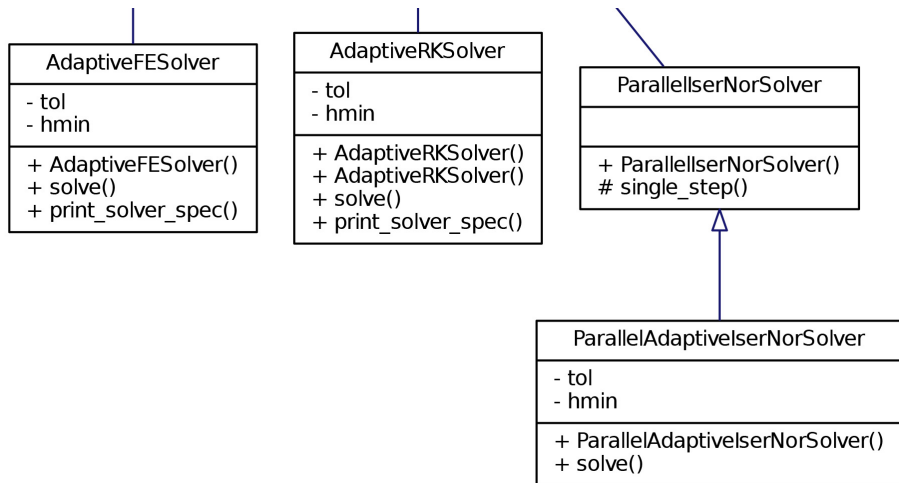 AdaptiveFESolver
- tol
- hmin
+ AdaptiveFESolver()
+ solve()
+ print_solver_spec()
AdaptiveRKSolver
- tol
- hmin
+ AdaptiveRKSolver()
+ AdaptiveRKSolver()
+ solve()
+ print_solver_spec()
ParallelIserNorSolver
+ ParallelIserNorSolver()
# single_step()
ParallelAdaptiveIserNorSolver
- tol
- hmin
+ ParallelAdaptiveIserNorSolver()
+ solve()